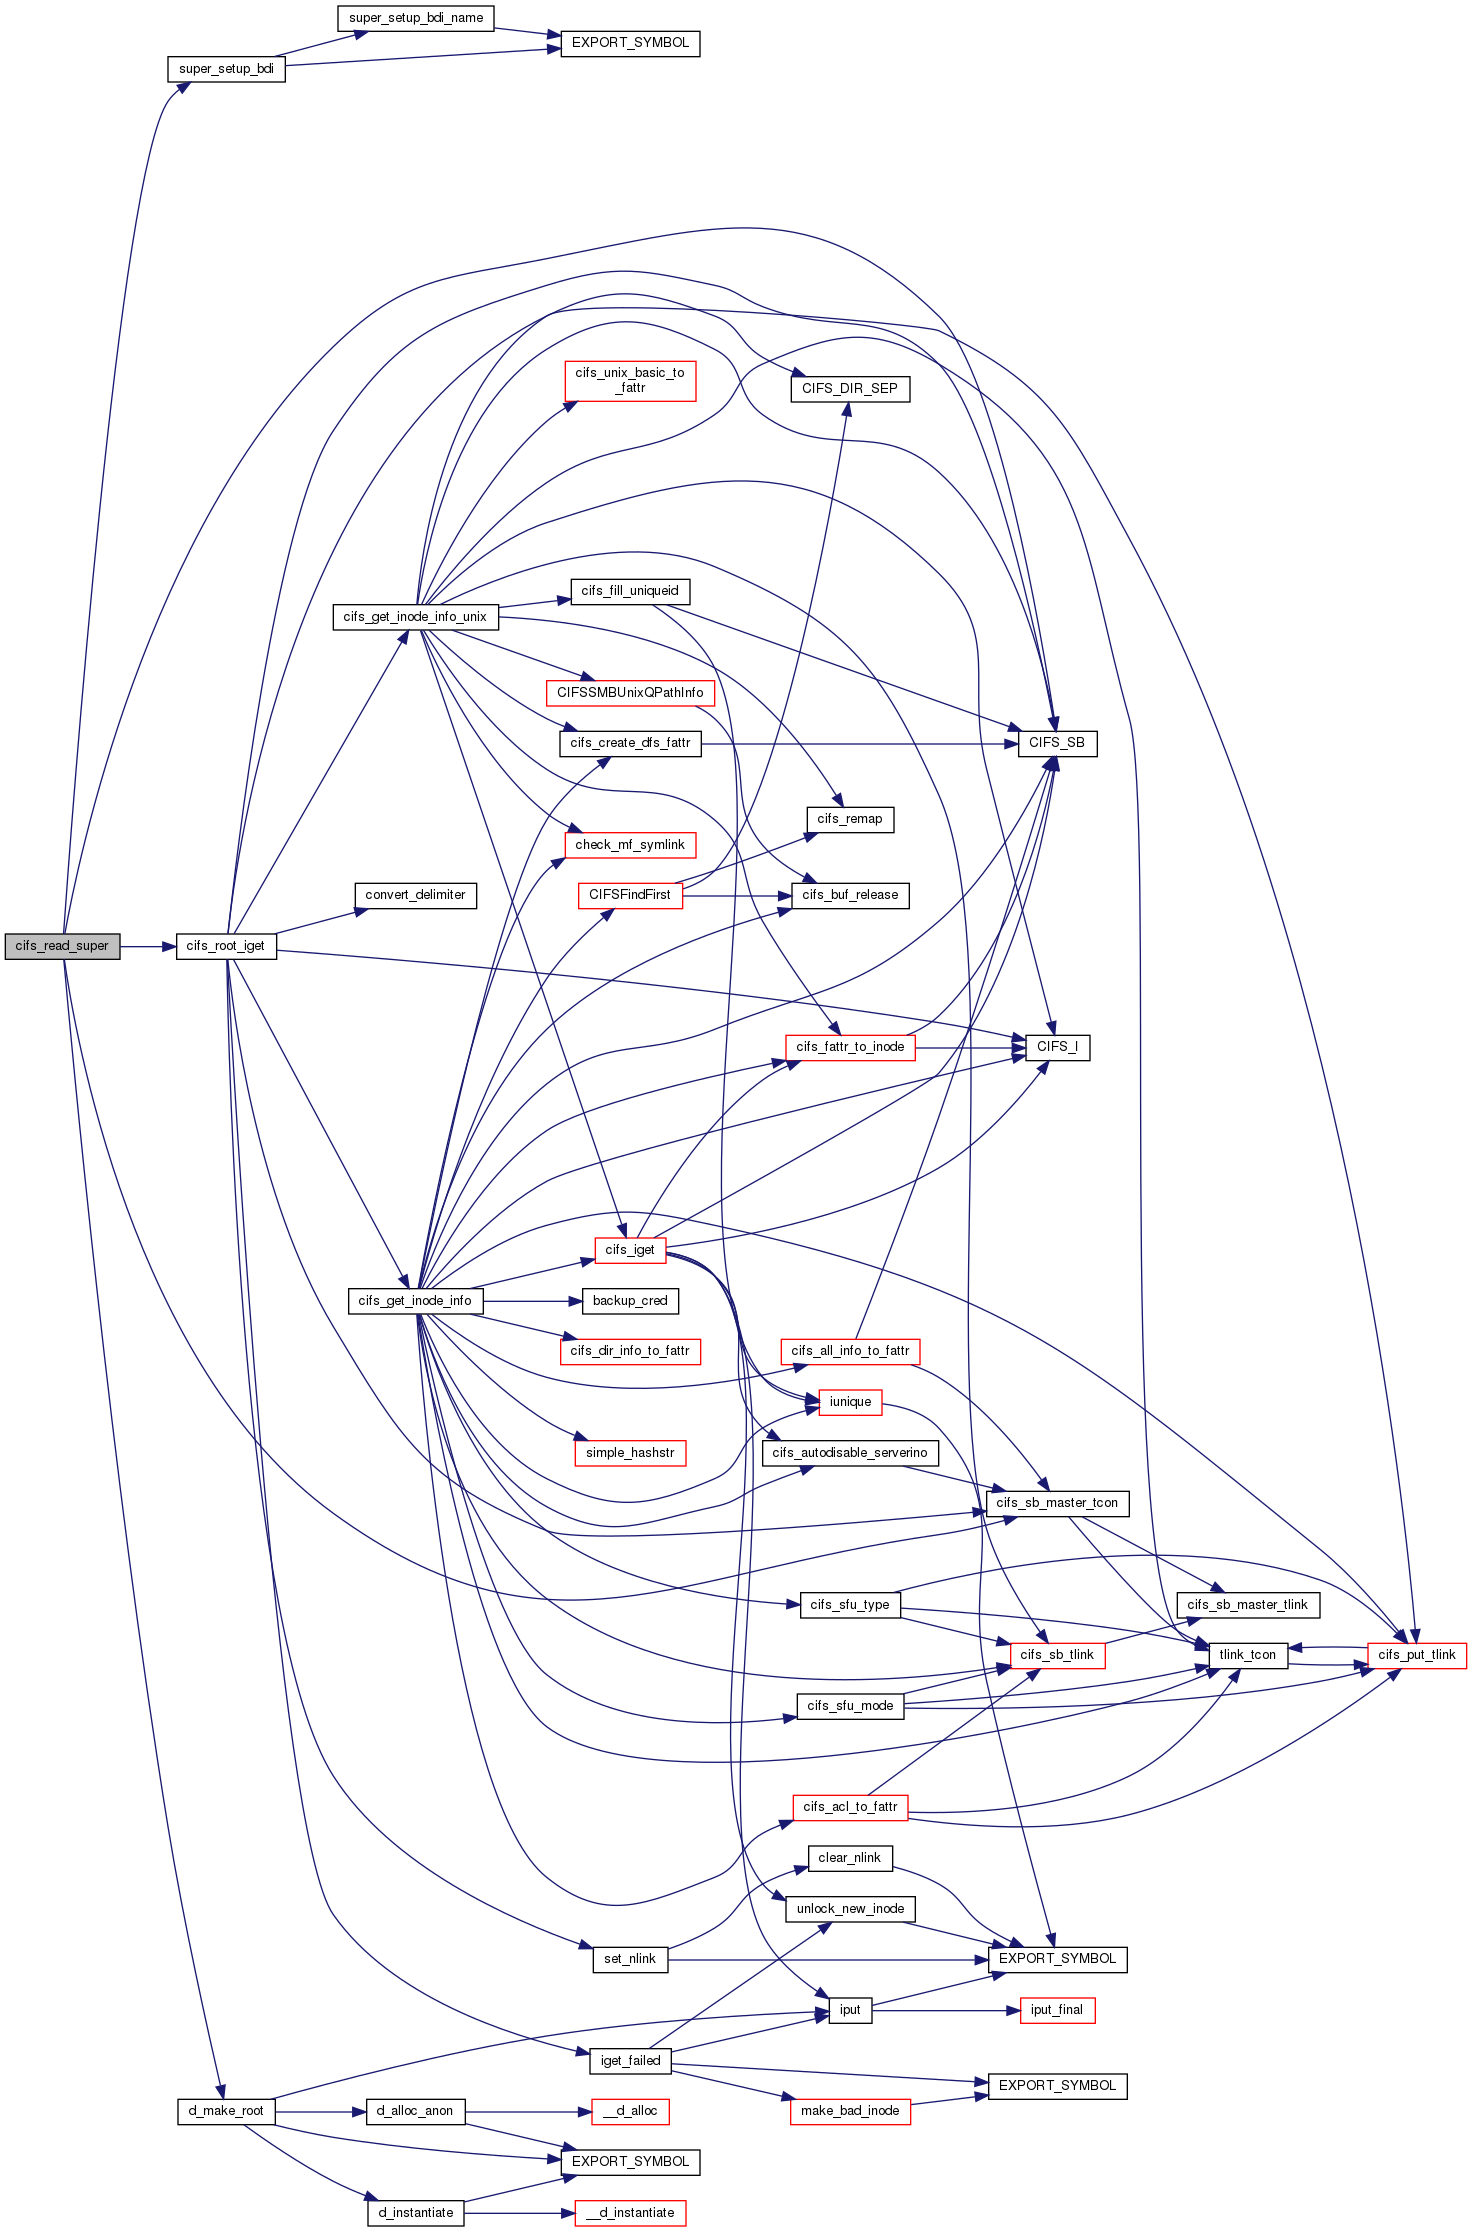 super_setup_bdi_name
EXPORT_SYMBOL
super_setup_bdi
cifs_unix_basic_to
_fattr
CIFS_DIR_SEP
cifs_fill_uniqueid
cifs_get_inode_info_unix
CIFSSMBUnixQPathInfo
cifs_create_dfs_fattr
CIFS_SB
cifs_remap
check_mf_symlink
convert_delimiter
CIFSFindFirst
cifs_buf_release
cifs_read_super
cifs_root_iget
cifs_fattr_to_inode
CIFS_I
cifs_iget
cifs_get_inode_info
backup_cred
cifs_dir_info_to_fattr
cifs_all_info_to_fattr
iunique
simple_hashstr
cifs_autodisable_serverino
cifs_sb_master_tcon
cifs_sfu_type
cifs_sb_master_tlink
cifs_sb_tlink
tlink_tcon
cifs_put_tlink
cifs_sfu_mode
cifs_acl_to_fattr
clear_nlink
unlock_new_inode
set_nlink
EXPORT_SYMBOL
iput
iput_final
iget_failed
EXPORT_SYMBOL
d_make_root
d_alloc_anon
__d_alloc
make_bad_inode
EXPORT_SYMBOL
d_instantiate
__d_instantiate